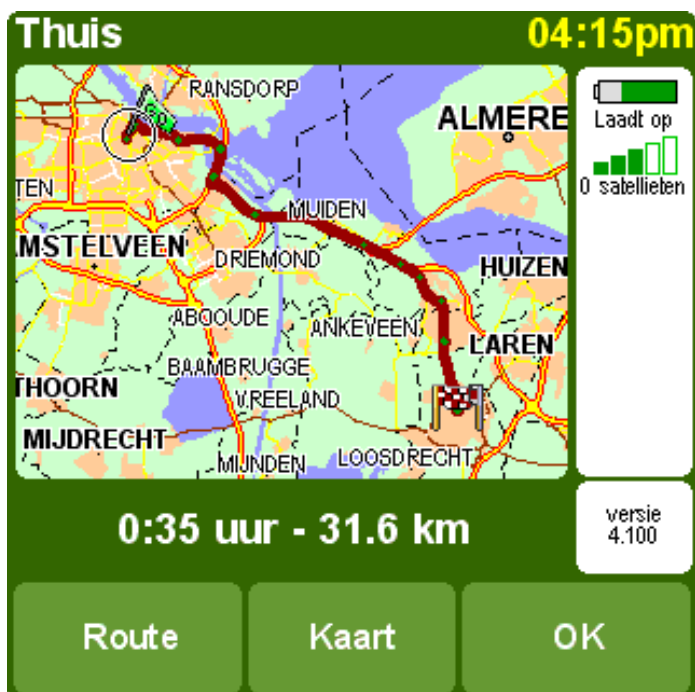 Thuis 04:15pm
RANSDORP
ALMERE
Laadt op
0 satellieten
TEN
MUIDEN
MSTELVEEN
DRIEMOND
HUIZEN
ABCOUDE
ANKEVEEN
LAREN
BAAMBRUGGE
THOORN
VREELAND
MIJDRECHT
MIJNDEN
LOOSDRECHT
0:35 uur - 31.6 km
versie
4.100
Route Kaart OK